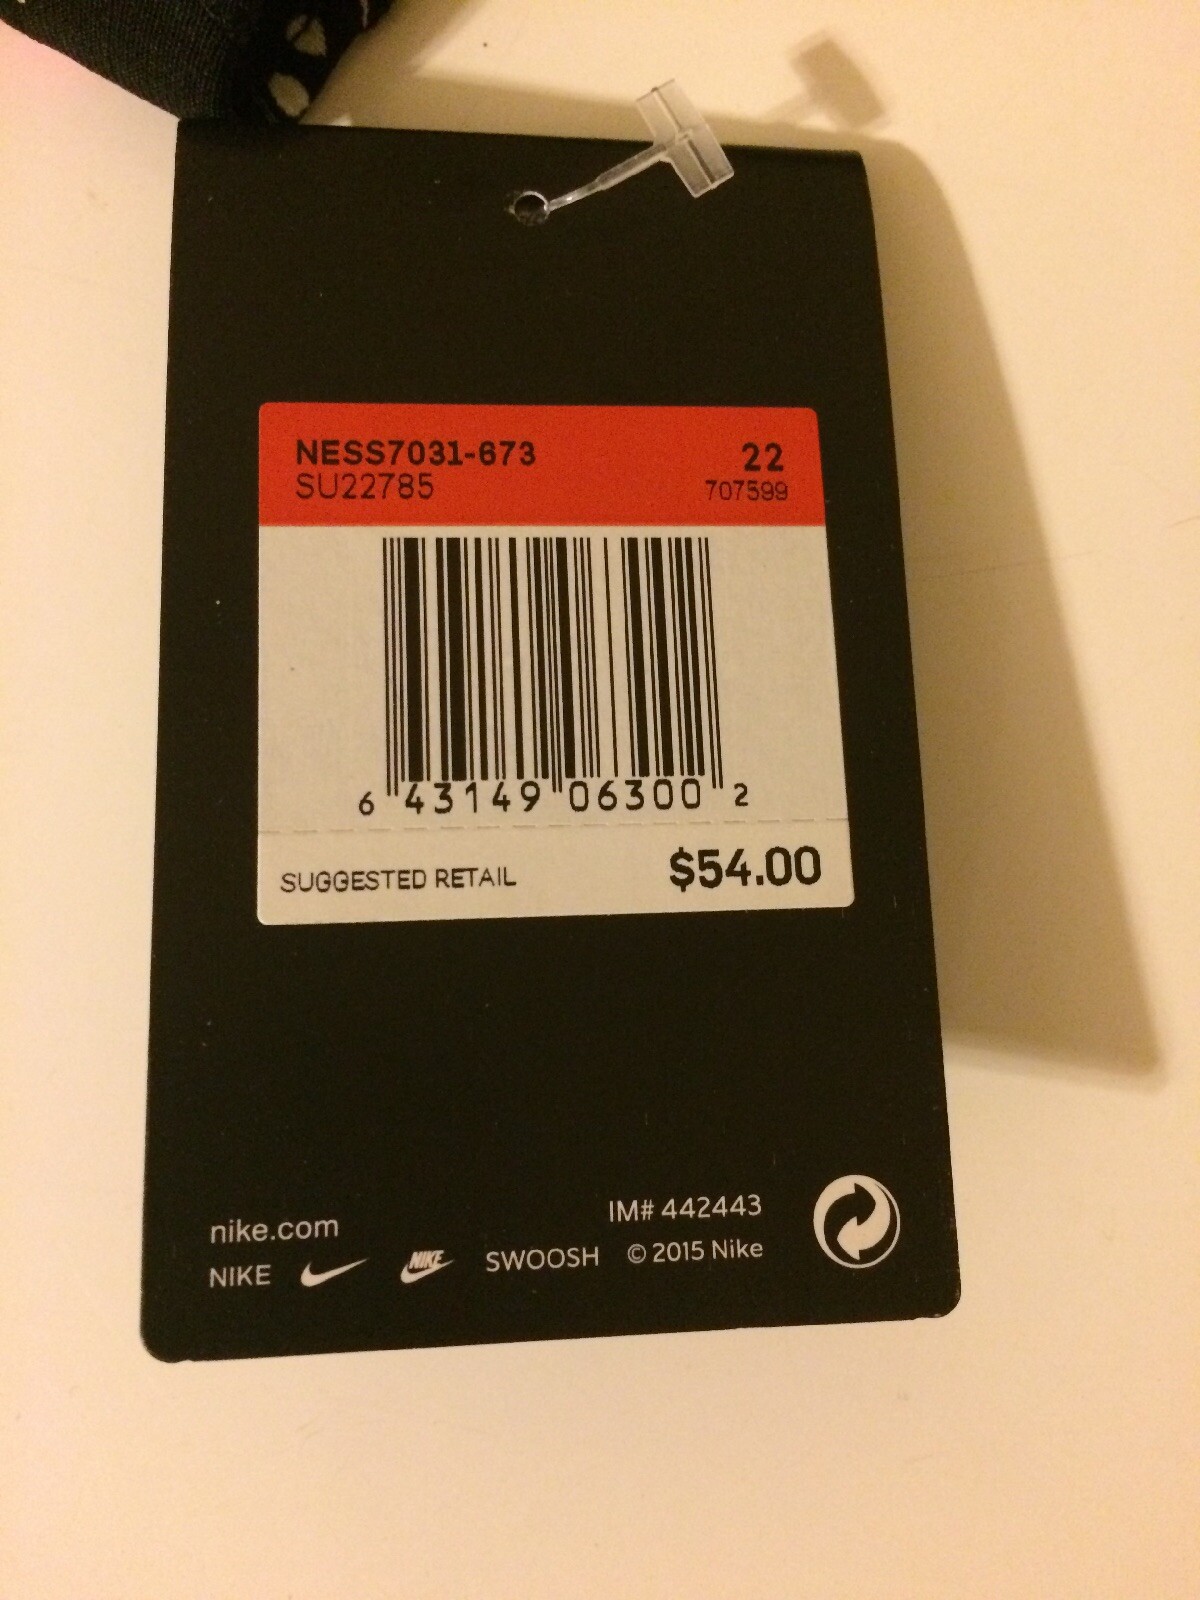 NESS7031-673 22
SU22785 707599
6 43149 06300 2
SUGGESTED RETAIL $54.00
nike.com IM# 442443
NIKE NIKE SWOOSH © 2015 Nike